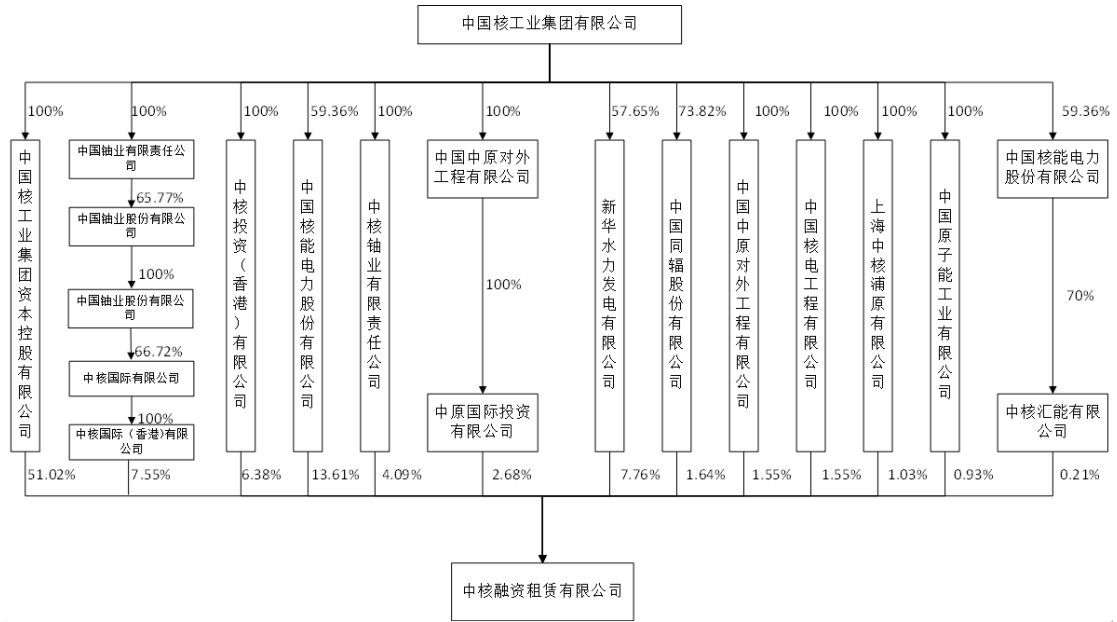 中国核工业集团有限公司
100%
100%
100%
59.36%
100%
100%
57.65%
73.82%
100%
100%
100%
100%
59.36%
中国核工业集团资本控股有限公司
中国铀业有限责任公
司
65.77%
中国铀业股份有限公
司
100%
中国铀业股份有限公
司
66.72%
中核国际有限公司
100%
中核国际（香港)有限
公司
中核投资（香港）有限公司
中国核能电力股份有限公司
中核铀业有限责任公司
中国中原对外
工程有限公司
100%
中原国际投资
有限公司
新华水力发电有限公司
中国同辐股份有限公司
中国中原对外工程有限公司
中国核电工程有限公司
上海中核浦原有限公司
中国原子能工业有限公司
中国核能电力
股份有限公司
70%
中核汇能有限
公司
51.02%
7.55%
6.38%
13.61%
4.09%
2.68%
7.76%
1.64%
1.55%
1.55%
1.03%
0.93%
0.21%
中核融资租赁有限公司